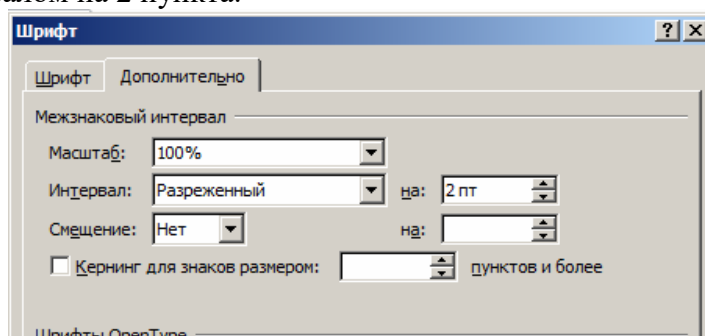 на 2 пункта.
Шрифт ? X
Шрифт Дополнительно
Межзнаковый интервал
Масштаб: 100%
Интервал: Разреженный на: 2 пт
Смещение: Нет на:
Кернинг для знаков размером: пунктов и более
Шрифты OpenType